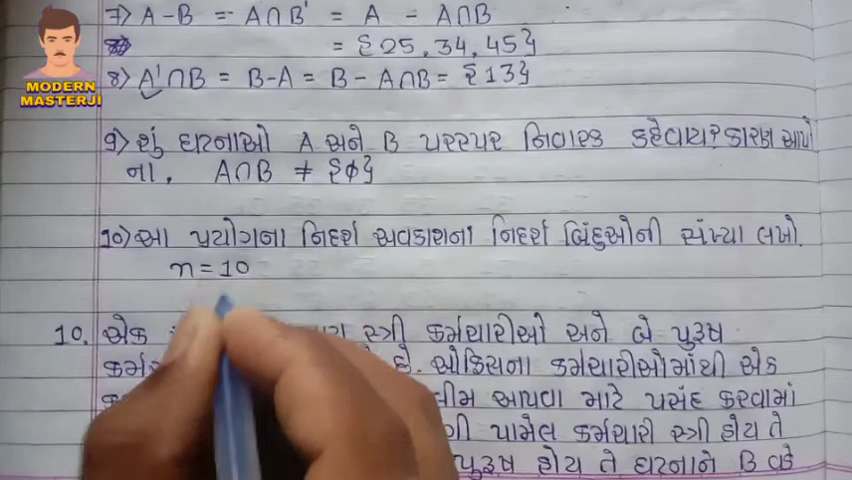 7) A-B = A∩B' = A - A∩B
= {25, 34, 45}
8) A'∩B = B-A = B - A∩B = {13}
MODERN
MASTERJI
9) શું ઘટનાઓ A અને B પરસ્પર નિવારક કહેવાય? કારણ આપો
ના, A∩B ≠ {φ}
10) આ પ્રયોગના નિદર્શ અવકાશના નિદર્શ બિંદુઓની સંખ્યા લખો.
n = 10
10. એક સ્ત્રી કર્મચારીઓ અને બે પુરૂષ
છે. ઓફિસના કર્મચારીઓમાંથી એક
આપવા માટે પસંદ કરવામાં
પામેલ કર્મચારી સ્ત્રી હોય તે
પુરૂષ હોય તે ઘટનાને B વડે